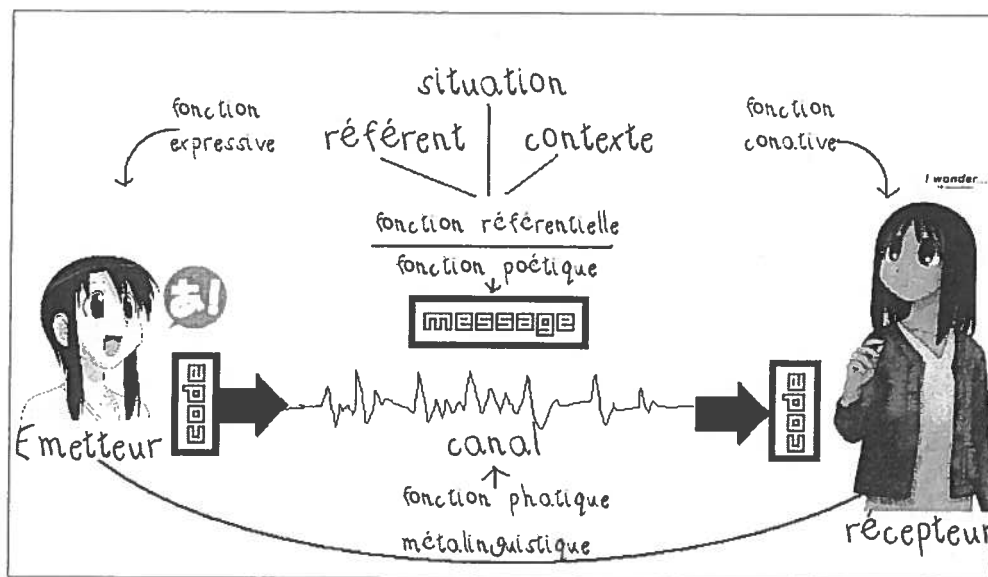 situation
fonction
expressive
référent
contexte
fonction
conative
I wonder...
fonction référentielle
fonction poétique
message
あ!
code
code
Emetteur
canal
fonction phatique
métalinguistique
récepteur